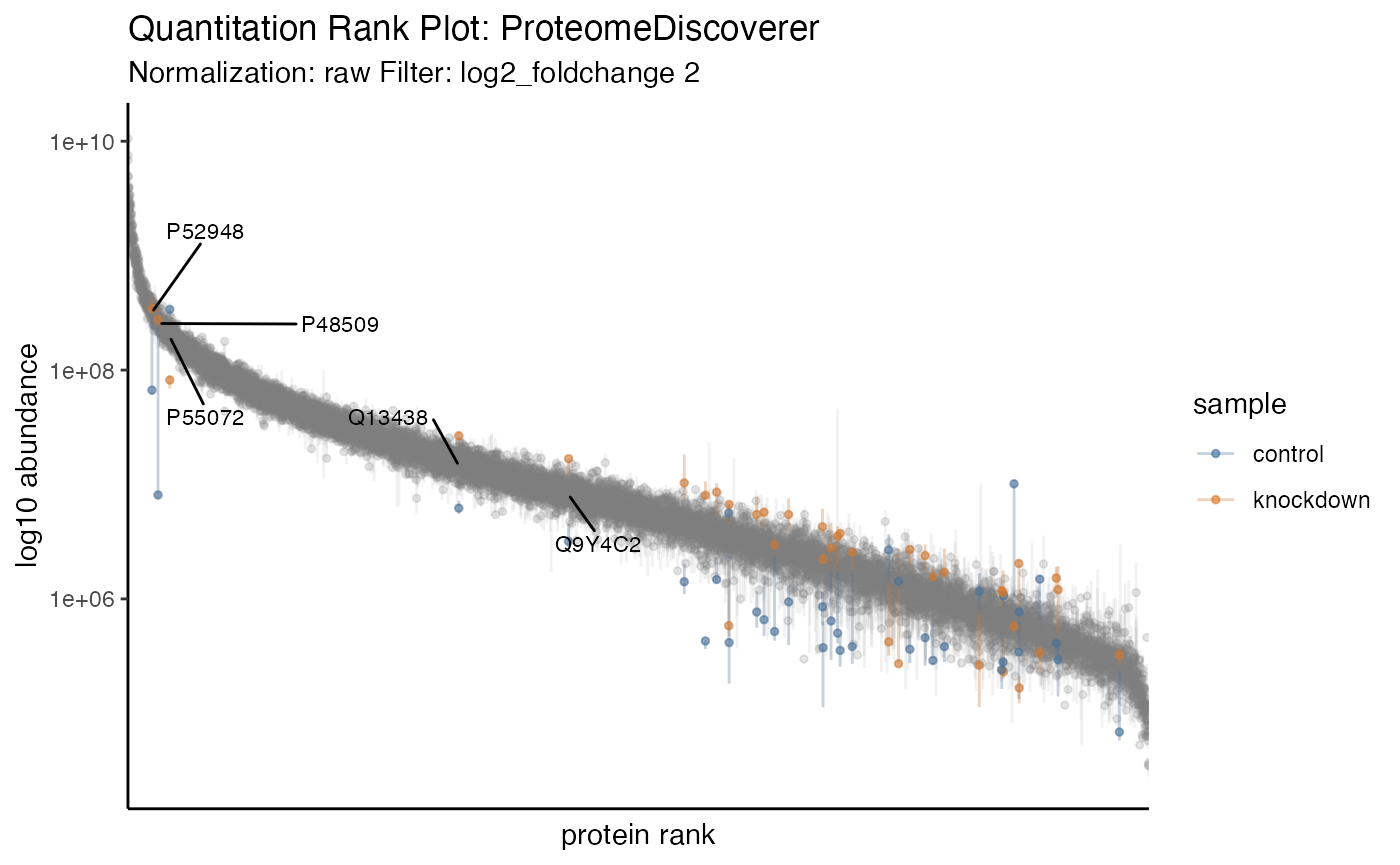 Quantitation Rank Plot: ProteomeDiscoverer
Normalization: raw Filter: log2_foldchange 2
1e+10
1e+08
1e+06
log10 abundance
P52948
P48509
P55072
Q13438
Q9Y4C2
protein rank
sample
control
knockdown